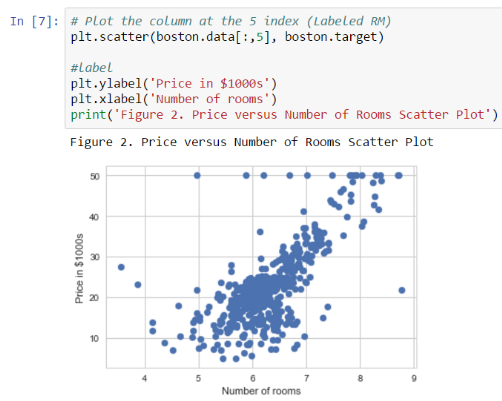 In [7]: # Plot the column at the 5 index (Labeled RM)
plt.scatter(boston.data[:,5], boston.target)
#label
plt.ylabel('Price in $1000s')
plt.xlabel('Number of rooms')
print('Figure 2. Price versus Number of Rooms Scatter Plot')
Figure 2. Price versus Number of Rooms Scatter Plot
50
40
30
20
10
Price in $1000s
4 5 6 7 8 9
Number of rooms